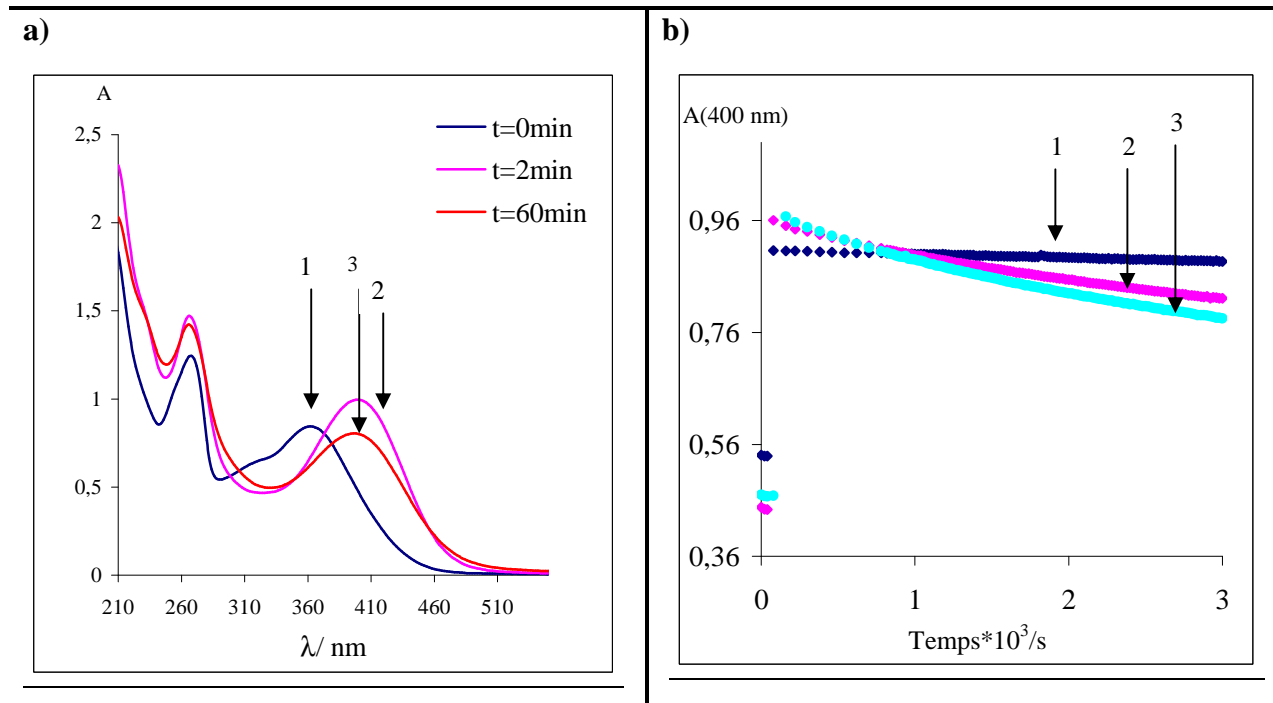 a)
A
2,5
2
1,5
1
0,5
0
210 260 310 360 410 460 510
λ/ nm
t=0min
t=2min
t=60min
1 3 2
b)
A(400 nm)
0,96
0,76
0,56
0,36
0 1 2 3
Temps*10³/s
1 2 3